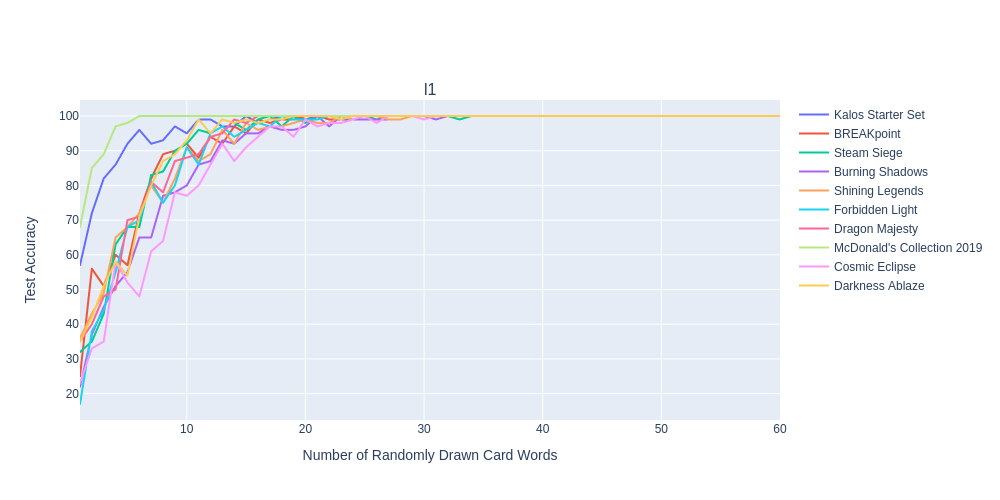 l1
100
90
80
70
60
50
40
30
20
Test Accuracy
10
20
30
40
50
60
Number of Randomly Drawn Card Words
Kalos Starter Set
BREAKpoint
Steam Siege
Burning Shadows
Shining Legends
Forbidden Light
Dragon Majesty
McDonald's Collection 2019
Cosmic Eclipse
Darkness Ablaze